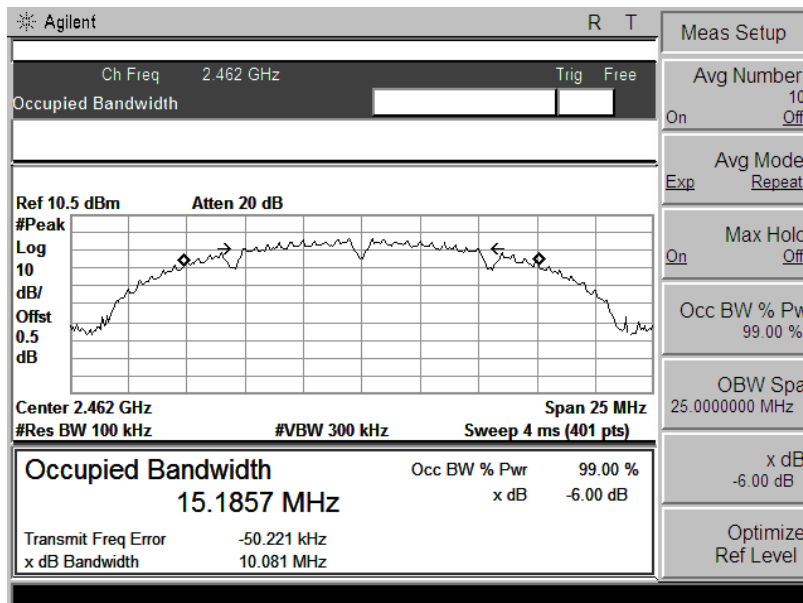 Agilent R T
Ch Freq 2.462 GHz Trig Free
Occupied Bandwidth
Ref 10.5 dBm Atten 20 dB
#Peak
Log
10
dB/
Offst
0.5
dB
Center 2.462 GHz Span 25 MHz
#Res BW 100 kHz #VBW 300 kHz Sweep 4 ms (401 pts)
Occupied Bandwidth Occ BW % Pwr 99.00 %
15.1857 MHz x dB -6.00 dB
Transmit Freq Error -50.221 kHz
x dB Bandwidth 10.081 MHz
Meas Setup
Avg Number
10
On Off
Avg Mode
Exp Repeat
Max Hold
On Off
Occ BW % Pw
99.00 %
OBW Spa
25.0000000 MHz
x dB
-6.00 dB
Optimize
Ref Level